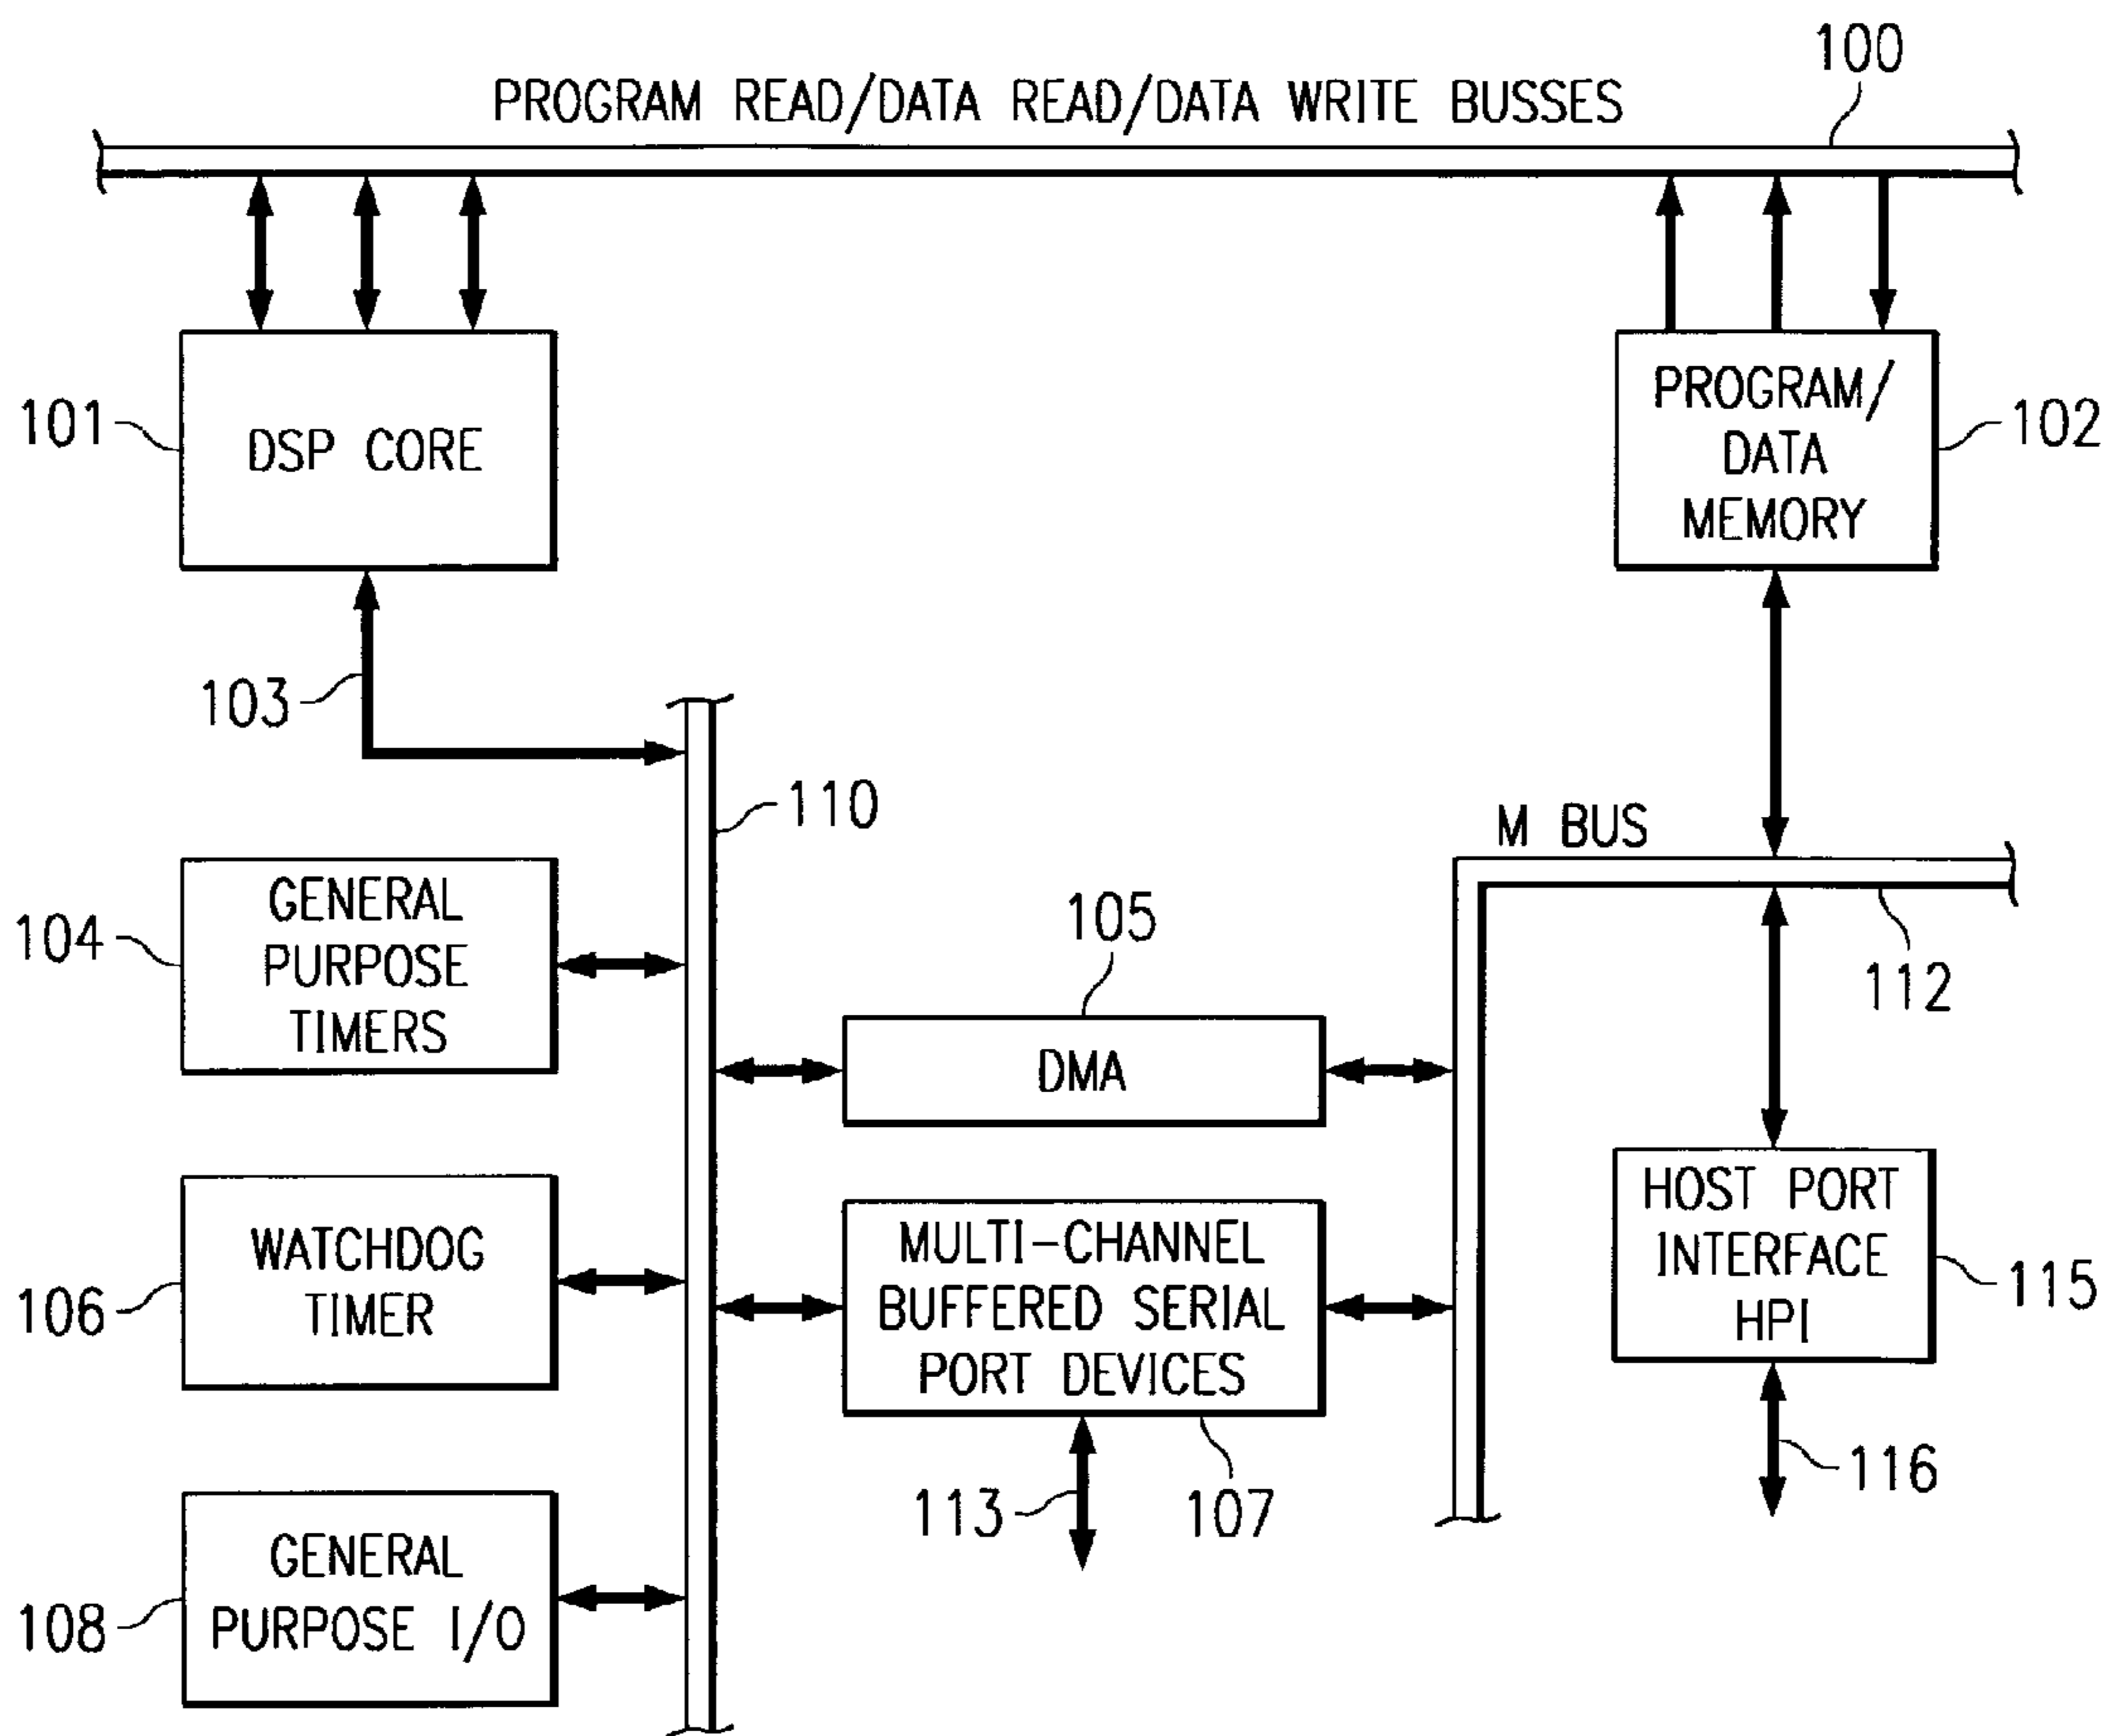 100
PROGRAM READ/DATA READ/DATA WRITE BUSSES
101
DSP CORE
PROGRAM/
DATA
MEMORY
102
103
110
M BUS
112
104
GENERAL
PURPOSE
TIMERS
105
DMA
106
WATCHDOG
TIMER
MULTI-CHANNEL
BUFFERED SERIAL
PORT DEVICES
HOST PORT
INTERFACE
HPI
115
113
107
116
108
GENERAL
PURPOSE I/O